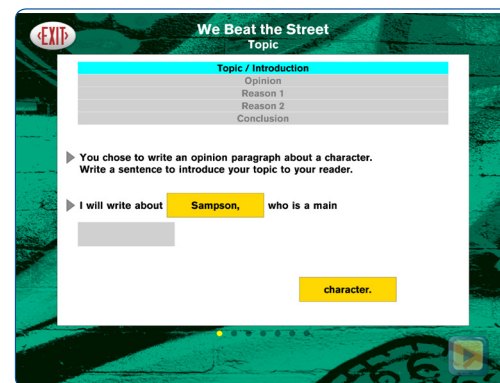 EXIT
We Beat the Street
Topic
Topic / Introduction
Opinion
Reason 1
Reason 2
Conclusion
You chose to write an opinion paragraph about a character.
Write a sentence to introduce your topic to your reader.
I will write about Sampson, who is a main
character.